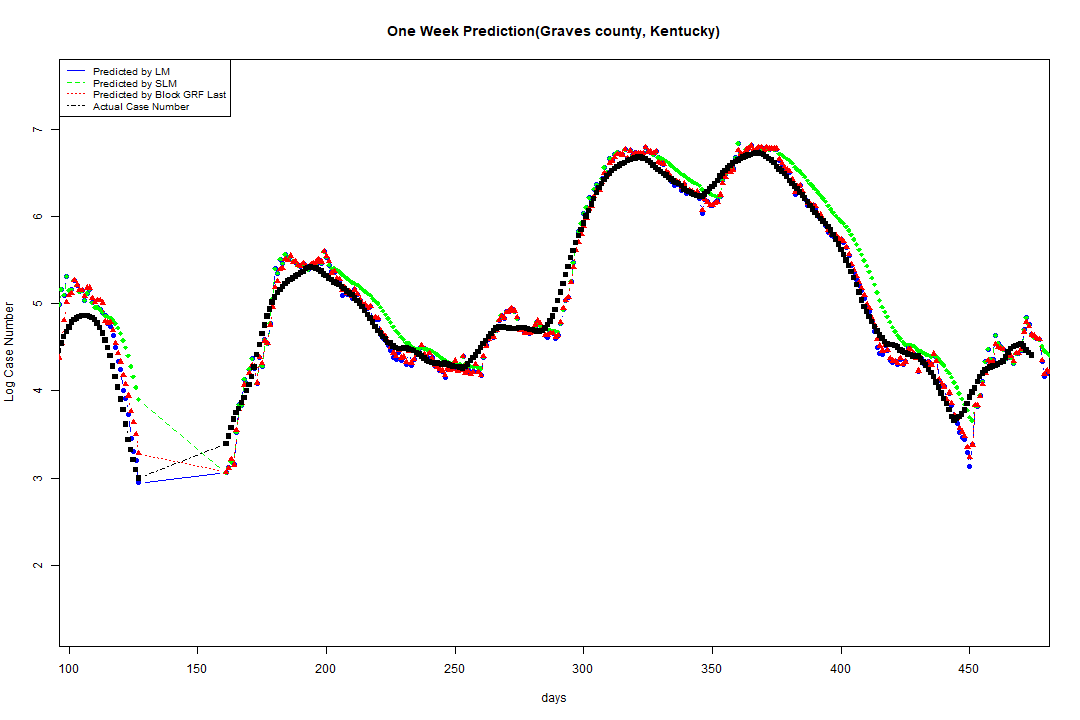 One Week Prediction(Graves county, Kentucky)
Predicted by LM
Predicted by SLM
Predicted by Block GRF Last
Actual Case Number
Log Case Number
7
6
5
4
3
2
100 150 200 250 300 350 400 450
days